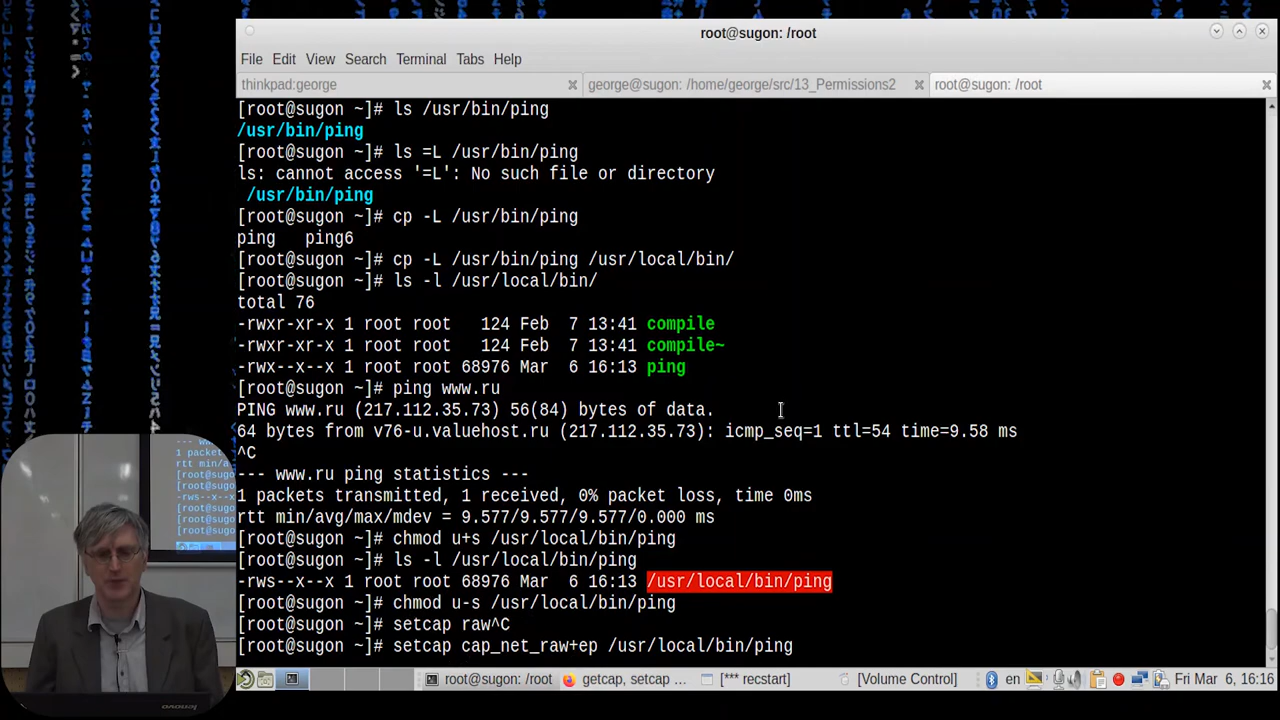 root@sugon: /root
File Edit View Search Terminal Tabs Help
thinkpad:george
george@sugon: /home/george/src/13_Permissions2
root@sugon: /root
[root@sugon ~]# ls /usr/bin/ping
/usr/bin/ping
[root@sugon ~]# ls =L /usr/bin/ping
ls: cannot access '=L': No such file or directory
/usr/bin/ping
[root@sugon ~]# cp -L /usr/bin/ping
ping ping6
[root@sugon ~]# cp -L /usr/bin/ping /usr/local/bin/
[root@sugon ~]# ls -l /usr/local/bin/
total 76
-rwxr-xr-x 1 root root 124 Feb 7 13:41 compile
-rwxr-xr-x 1 root root 124 Feb 7 13:41 compile~
-rwx--x--x 1 root root 68976 Mar 6 16:13 ping
[root@sugon ~]# ping www.ru
PING www.ru (217.112.35.73) 56(84) bytes of data.
64 bytes from v76-u.valuehost.ru (217.112.35.73): icmp_seq=1 ttl=54 time=9.58 ms
^C
--- www.ru ping statistics ---
1 packets transmitted, 1 received, 0% packet loss, time 0ms
rtt min/avg/max/mdev = 9.577/9.577/9.577/0.000 ms
[root@sugon ~]# chmod u+s /usr/local/bin/ping
[root@sugon ~]# ls -l /usr/local/bin/ping
-rws--x--x 1 root root 68976 Mar 6 16:13 /usr/local/bin/ping
[root@sugon ~]# chmod u-s /usr/local/bin/ping
[root@sugon ~]# setcap raw^C
[root@sugon ~]# setcap cap_net_raw+ep /usr/local/bin/ping
root@sugon: /root
getcap, setcap ...
[*** recstart]
[Volume Control]
en
Fri Mar 6, 16:16